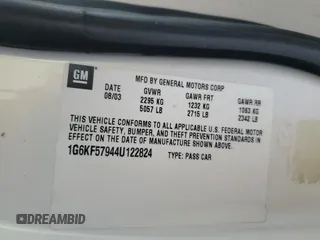 GM
MFD BY GENERAL MOTORS CORP
DATE GVWR GAWR FRT GAWR RR
08/03 2295 KG 1232 KG 1063 KG
5057 LB 2715 LB 2342 LB
THIS VEHICLE CONFORMS TO ALL APPLICABLE U.S. FEDERAL MOTOR
VEHICLE SAFETY, BUMPER, AND THEFT PREVENTION STANDARDS IN
EFFECT ON THE DATE OF MANUFACTURE SHOWN ABOVE.
1G6KF57944U122824 TYPE: PASS CAR
DREAMBID